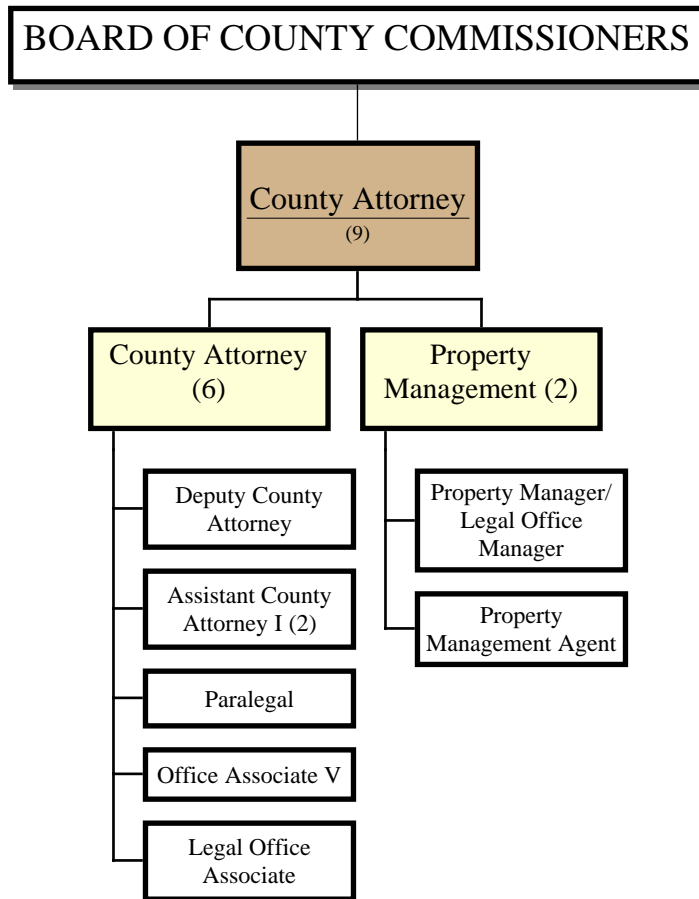 BOARD OF COUNTY COMMISSIONERS
County Attorney
(9)
County Attorney
(6)
Property
Management (2)
Deputy County
Attorney
Assistant County
Attorney I (2)
Paralegal
Office Associate V
Legal Office
Associate
Property Manager/
Legal Office
Manager
Property
Management Agent